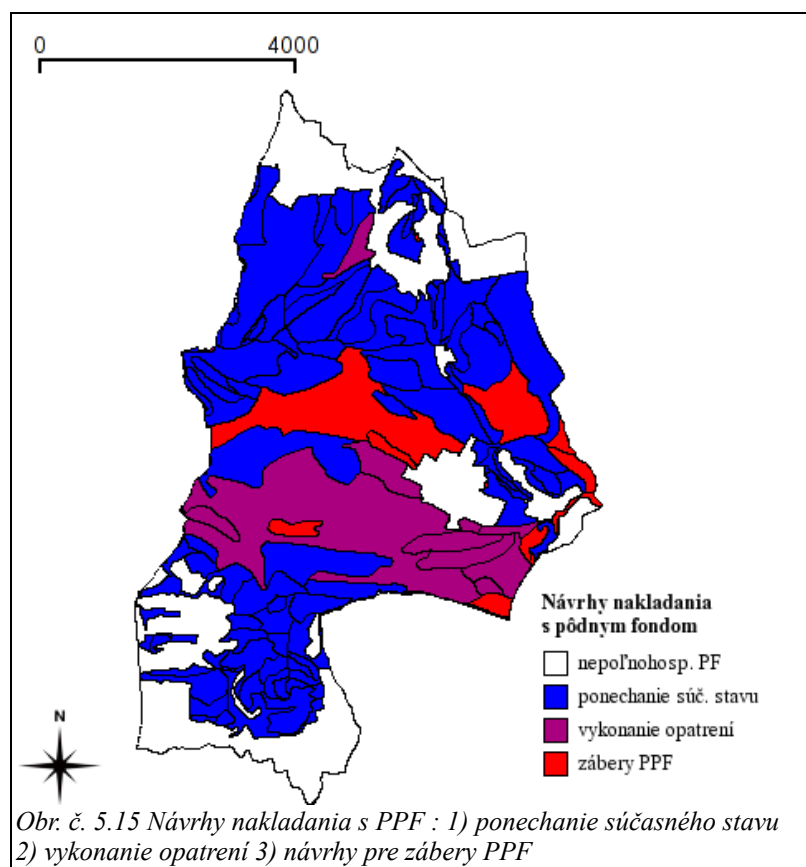 0 4000
Návrhy nakladania
s pôdnym fondom
nepoľnohosp. PF
ponechanie súč. stavu
vykonanie opatrení
zábery PPF
N
Obr. č. 5.15 Návrhy nakladania s PPF : 1) ponechanie súčasného stavu
2) vykonanie opatrení 3) návrhy pre zábery PPF